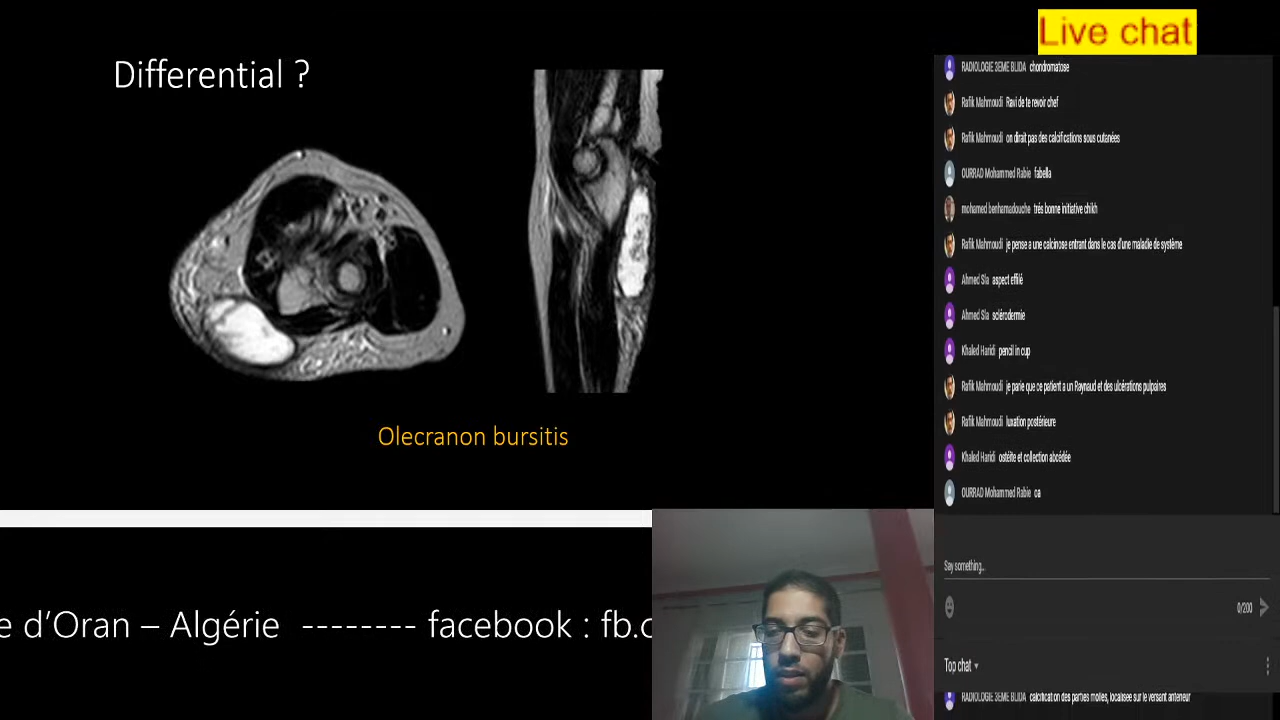 Differential ?
Olecranon bursitis
e d’Oran – Algérie -------- facebook : fb.c
Live chat
RADIOLOGIE 3EME BLIDA chondromatose
Rafik Mahmoudi Ravi de te revoir chef
Rafik Mahmoudi on dirait pas des calcifications sous cutanées
OURRAD Mohammed Rabie fabella
mohamed benhamadouche trés bonne initiative chikh
Rafik Mahmoudi je pense a une calcinose entrant dans le cas d'une maladie de système
Ahmed Sla aspect effilé
Ahmed Sla sclérodermie
Khaled Haridi pencil in cup
Rafik Mahmoudi je parie que ce patient a un Raynaud et des ulcérations pulpaires
Rafik Mahmoudi luxation postérieure
Khaled Haridi ostéite et collection abcédée
OURRAD Mohammed Rabie oa
Say something...
0/200
Top chat
RADIOLOGIE 3EME BLIDA calcification des parties molles, localisée sur le versant anterieur